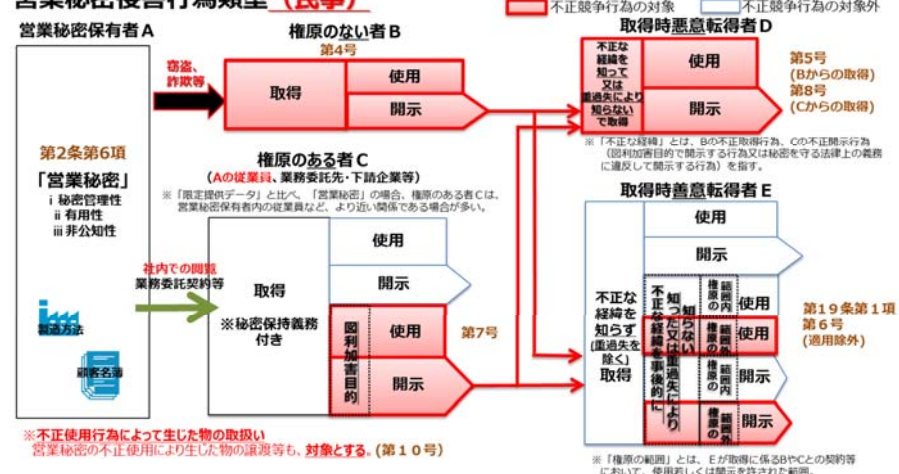 営業秘密侵害行為類型（民事）
不正競争行為の対象
不正競争行為の対象外
営業秘密保有者A
第2条第6項
「営業秘密」
ⅰ 秘密管理性
ⅱ 有用性
ⅲ 非公知性
製造方法
顧客名簿
窃盗、
詐欺等
権原のない者B
第4号
取得
使用
開示
社内での閲覧
業務委託契約等
権原のある者C
（Aの従業員、業務委託先・下請企業等）
※「限定提供データ」と比べ、「営業秘密」の場合、権原のある者Cは、
営業秘密保有者内の従業員など、より近い関係である場合が多い。
取得
※秘密保持義務
付き
使用
開示
図利加害目的
使用
開示
第7号
取得時悪意転得者D
不正な
経緯を
知って
又は
重過失により
知らない
で取得
使用
開示
第5号
(Bからの取得)
第8号
(Cからの取得)
※「不正な経緯」とは、Bの不正取得行為、Cの不正開示行為
（図利加害目的で開示する行為又は秘密を守る法律上の義務
に違反して開示する行為）を指す。
取得時善意転得者E
不正な
経緯を
知らず
(重過失を
除く)
取得
使用
開示
不正な経緯を事後的に
知った又は重過失により
知らない
権原の
範囲内
使用
権原の
範囲外
使用
権原の
範囲内
開示
権原の
範囲外
開示
第19条第1項
第6号
(適用除外)
※「権原の範囲」とは、Eが取得に係るBやCとの契約等
において、使用若しくは開示を許された範囲。
※不正使用行為によって生じた物の取扱い
営業秘密の不正使用により生じた物の譲渡等も、対象とする。（第10号）